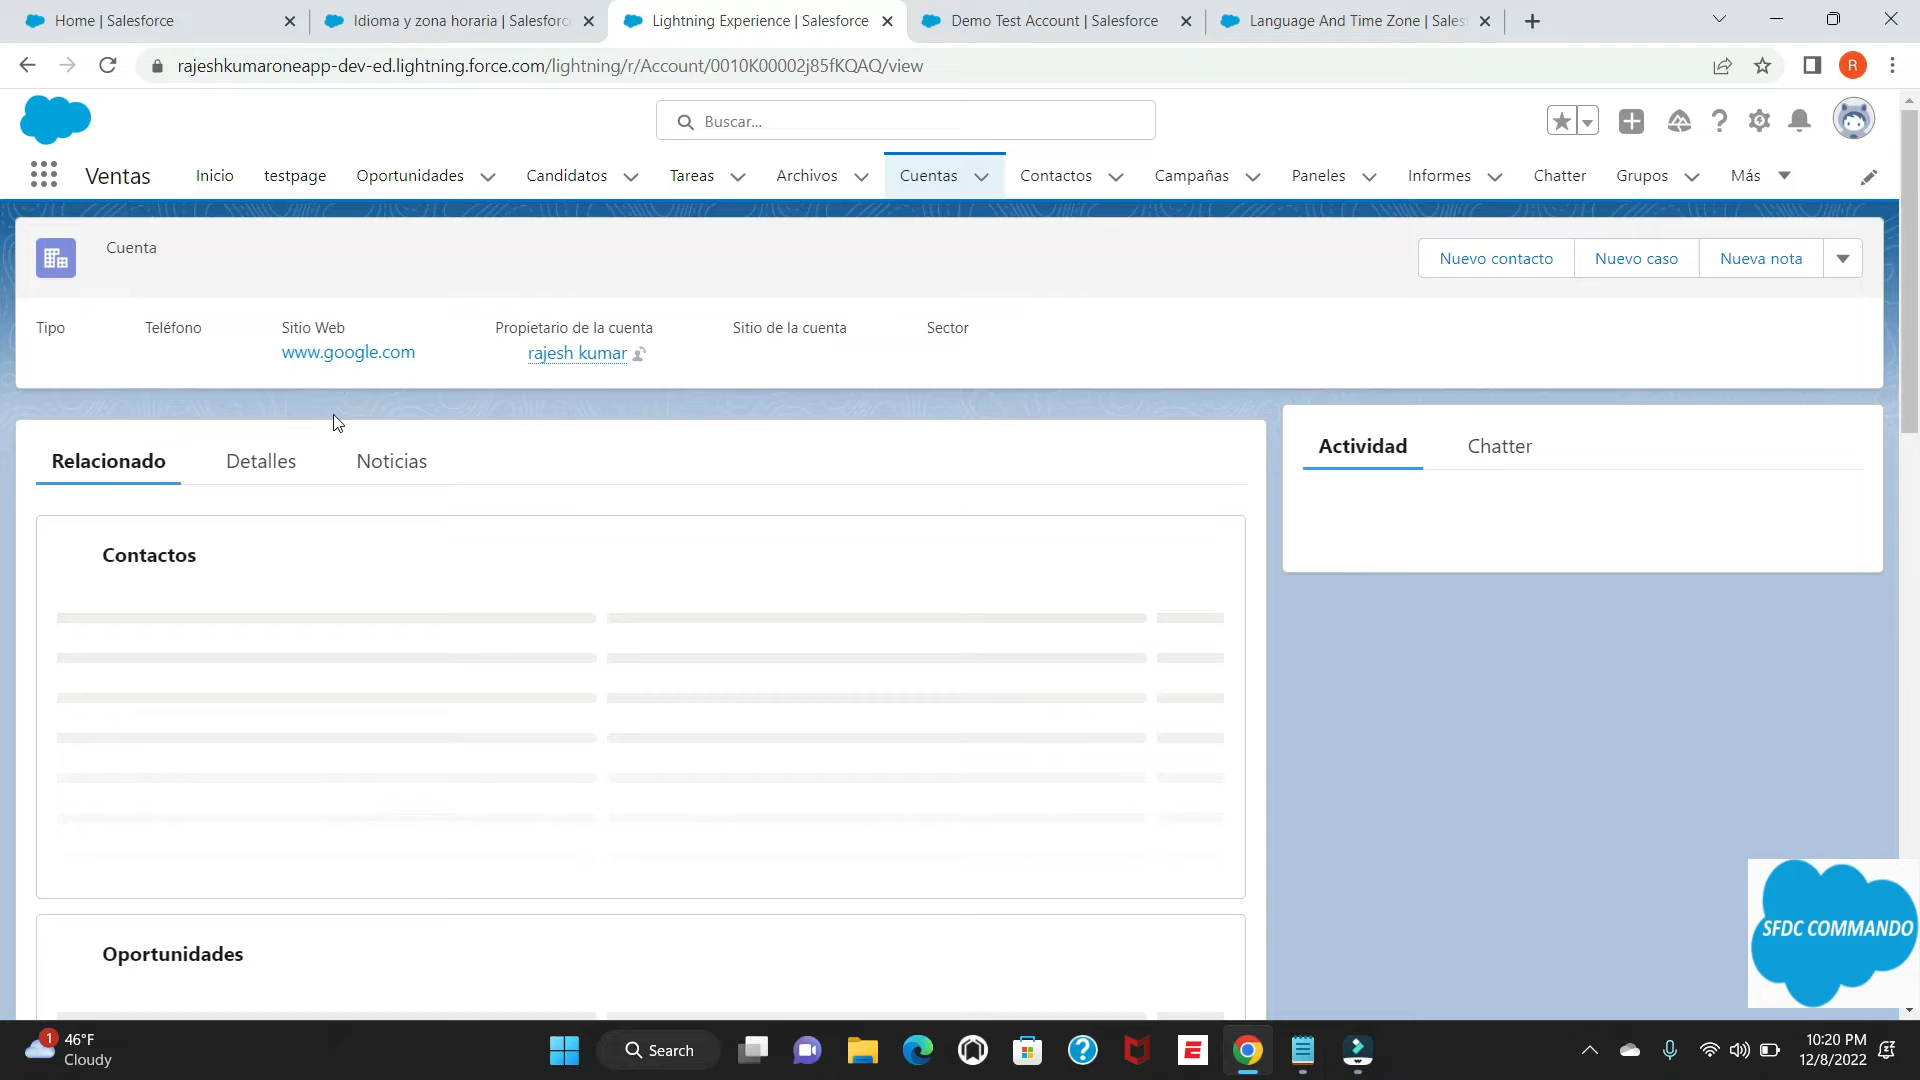 Home | Salesforce
Idioma y zona horaria | Salesforc
Lightning Experience | Salesforce
Demo Test Account | Salesforce
Language And Time Zone | Sales
rajeshkumaroneapp-dev-ed.lightning.force.com/lightning/r/Account/0010K00002j85fKQAQ/view
R
Buscar...
Ventas
Inicio
testpage
Oportunidades
Candidatos
Tareas
Archivos
Cuentas
Contactos
Campañas
Paneles
Informes
Chatter
Grupos
Más
Cuenta
Nuevo contacto
Nuevo caso
Nueva nota
Tipo
Teléfono
Sitio Web
Propietario de la cuenta
Sitio de la cuenta
Sector
www.google.com
rajesh kumar
Relacionado
Detalles
Noticias
Actividad
Chatter
Contactos
Oportunidades
SFDC COMMANDO
1
46°F
Cloudy
Search
10:20 PM
12/8/2022